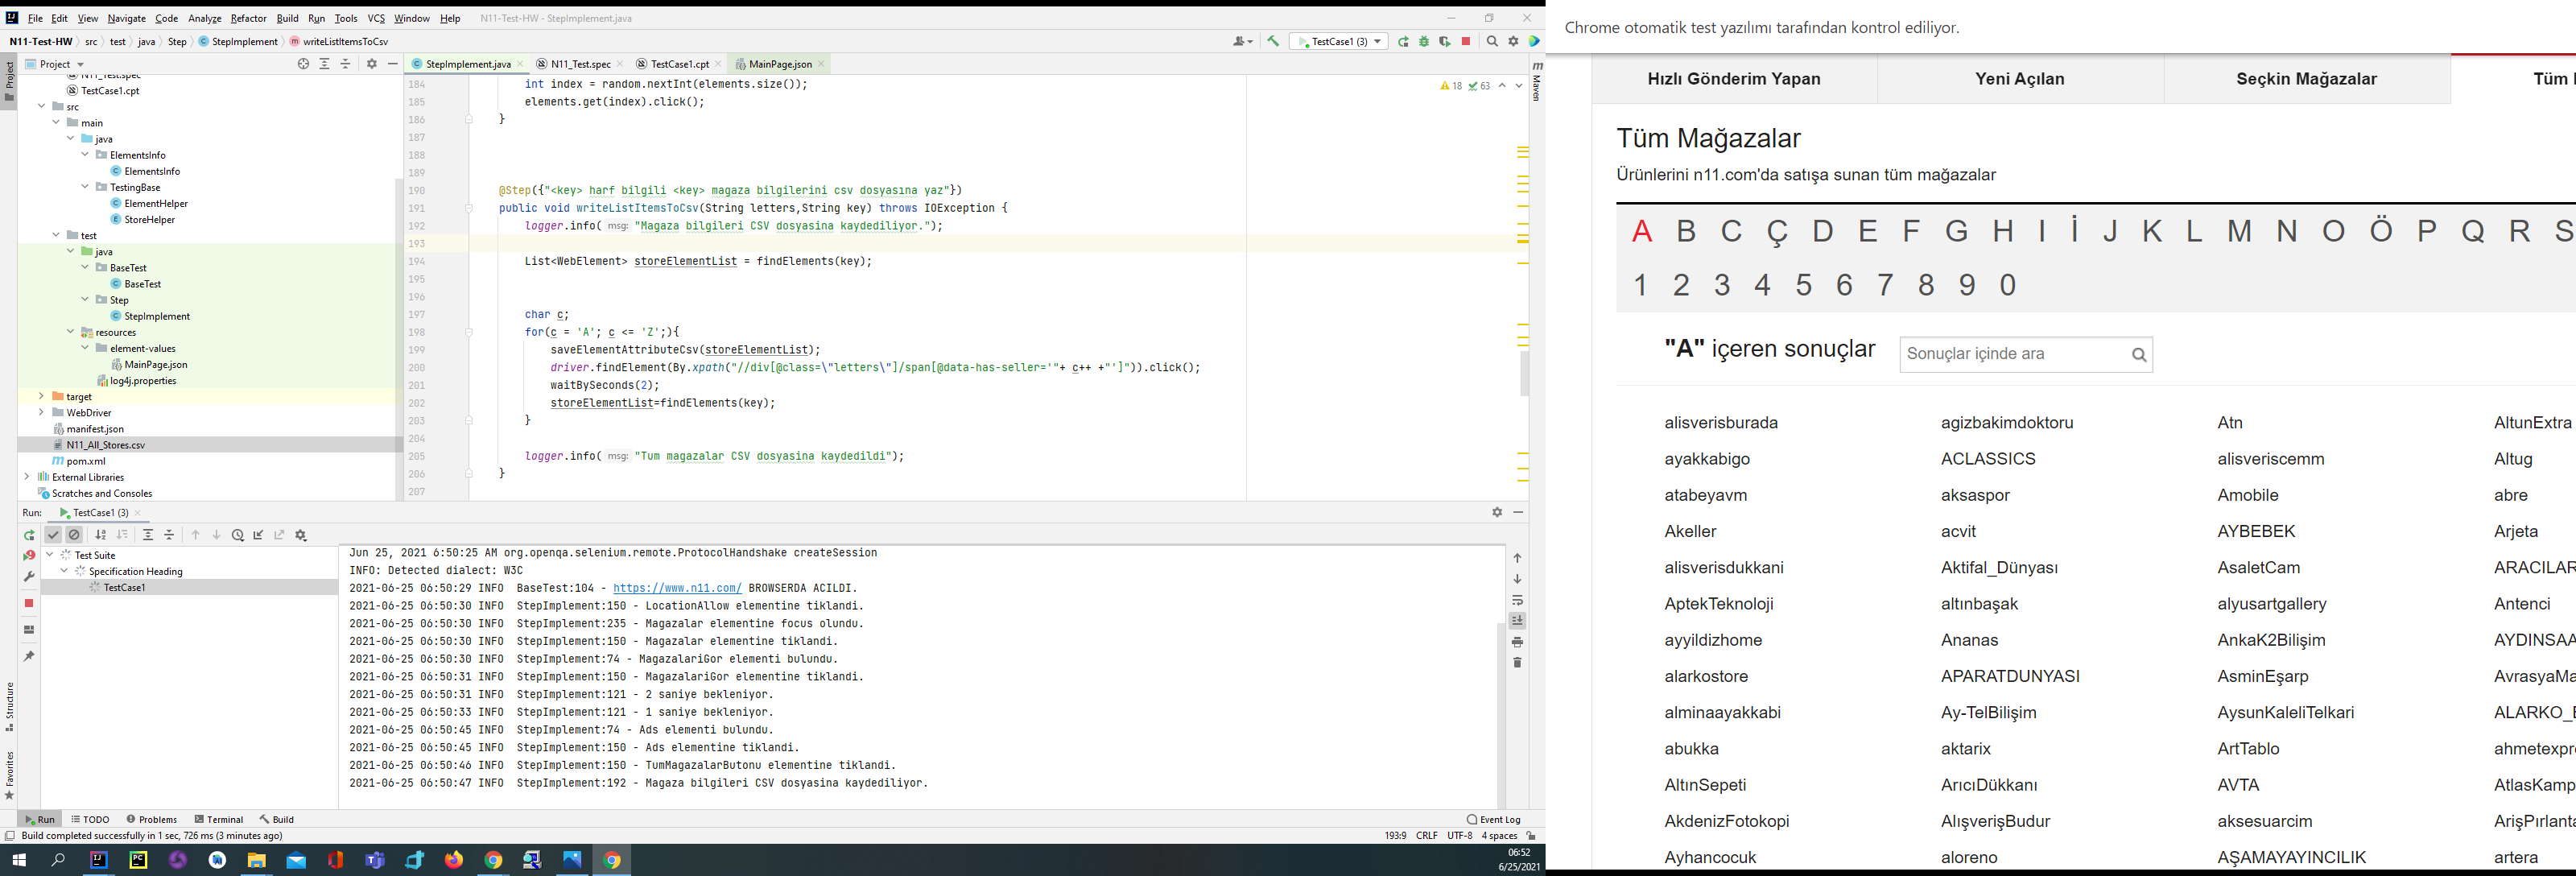 File Edit View Navigate Code Analyze Refactor Build Run Tools VCS Window Help N11-Test-HW - StepImplement.java
N11-Test-HW src test java Step StepImplement writeListItemsToCsv
TestCase1 (3)
Project
StepImplement.java N11_Test.spec TestCase1.cpt MainPage.json
Project
N11_Test.spec
TestCase1.cpt
src
main
java
ElementsInfo
ElementsInfo
TestingBase
ElementHelper
StoreHelper
test
java
BaseTest
BaseTest
Step
StepImplement
resources
element-values
MainPage.json
log4j.properties
target
WebDriver
manifest.json
N11_All_Stores.csv
pom.xml
External Libraries
Scratches and Consoles
18 63
Maven
184 int index = random.nextInt(elements.size());
185 elements.get(index).click();
186 }
187
188
189
190 @Step({"<key> harf bilgili <key> magaza bilgilerini csv dosyasına yaz"})
191 public void writeListItemsToCsv(String letters,String key) throws IOException {
192 logger.info( msg: "Magaza bilgileri CSV dosyasina kaydediliyor.");
193
194 List<WebElement> storeElementList = findElements(key);
195
196
197 char c;
198 for(c = 'A'; c <= 'Z';){
199 saveElementAttributeCsv(storeElementList);
200 driver.findElement(By.xpath("//div[@class=\"letters\"]/span[@data-has-seller='"+ c++ +"']")).click();
201 waitBySeconds(2);
202 storeElementList=findElements(key);
203 }
204
205 logger.info( msg: "Tum magazalar CSV dosyasina kaydedildi");
206 }
207
Run: TestCase1 (3)
Test Suite
Specification Heading
TestCase1
Jun 25, 2021 6:50:25 AM org.openqa.selenium.remote.ProtocolHandshake createSession
INFO: Detected dialect: W3C
2021-06-25 06:50:29 INFO BaseTest:104 - https://www.n11.com/ BROWSERDA ACILDI.
2021-06-25 06:50:30 INFO StepImplement:150 - LocationAllow elementine tiklandi.
2021-06-25 06:50:30 INFO StepImplement:235 - Magazalar elementine focus olundu.
2021-06-25 06:50:30 INFO StepImplement:150 - Magazalar elementine tiklandi.
2021-06-25 06:50:30 INFO StepImplement:74 - MagazalariGor elementi bulundu.
2021-06-25 06:50:31 INFO StepImplement:150 - MagazalariGor elementine tiklandi.
2021-06-25 06:50:31 INFO StepImplement:121 - 2 saniye bekleniyor.
2021-06-25 06:50:33 INFO StepImplement:121 - 1 saniye bekleniyor.
2021-06-25 06:50:45 INFO StepImplement:74 - Ads elementi bulundu.
2021-06-25 06:50:45 INFO StepImplement:150 - Ads elementine tiklandi.
2021-06-25 06:50:46 INFO StepImplement:150 - TumMagazalarButonu elementine tiklandi.
2021-06-25 06:50:47 INFO StepImplement:192 - Magaza bilgileri CSV dosyasina kaydediliyor.
Structure
Favorites
Run TODO Problems Terminal Build Event Log
Build completed successfully in 1 sec, 726 ms (3 minutes ago) 193:9 CRLF UTF-8 4 spaces
06:52
6/25/2021
Chrome otomatik test yazılımı tarafından kontrol ediliyor.
Hızlı Gönderim Yapan Yeni Açılan Seçkin Mağazalar Tüm
Tüm Mağazalar
Ürünlerini n11.com'da satışa sunan tüm mağazalar
A B C Ç D E F G H I İ J K L M N O Ö P Q R S
1 2 3 4 5 6 7 8 9 0
"A" içeren sonuçlar Sonuçlar içinde ara
alisverisburada agizbakimdoktoru Atn AltunExtra
ayakkabigo ACLASSICS alisveriscemm Altug
atabeyavm aksaspor Amobile abre
Akeller acvit AYBEBEK Arjeta
alisverisdukkani Aktifal_Dünyası AsaletCam ARACILAR
AptekTeknoloji altınbaşak alyusartgallery Antenci
ayyildizhome Ananas AnkaK2Bilişim AYDINSAA
alarkostore APARATDUNYASI AsminEşarp AvrasyaMa
alminaayakkabi Ay-TelBilişim AysunKaleliTelkari ALARKO_
abukka aktarix ArtTablo ahmetexpr
AltınSepeti ArıcıDükkanı AVTA AtlasKamp
AkdenizFotokopi AlışverişBudur aksesuarcim ArişPırlanta
Ayhancocuk aloreno AŞAMAYAYINCILIK artera